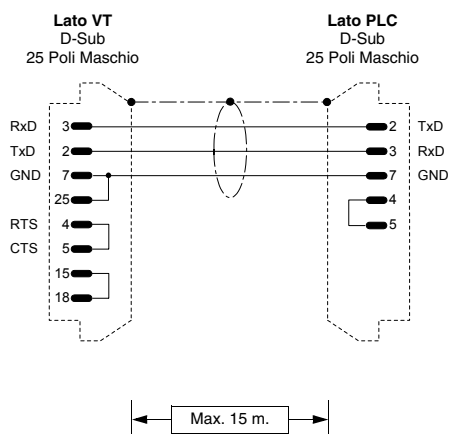 Lato VT
D-Sub
25 Poli Maschio
Lato PLC
D-Sub
25 Poli Maschio
RxD 3 2 TxD
TxD 2 3 RxD
GND 7 7 GND
25 4
RTS 4 5
CTS 5
15
18
Max. 15 m.